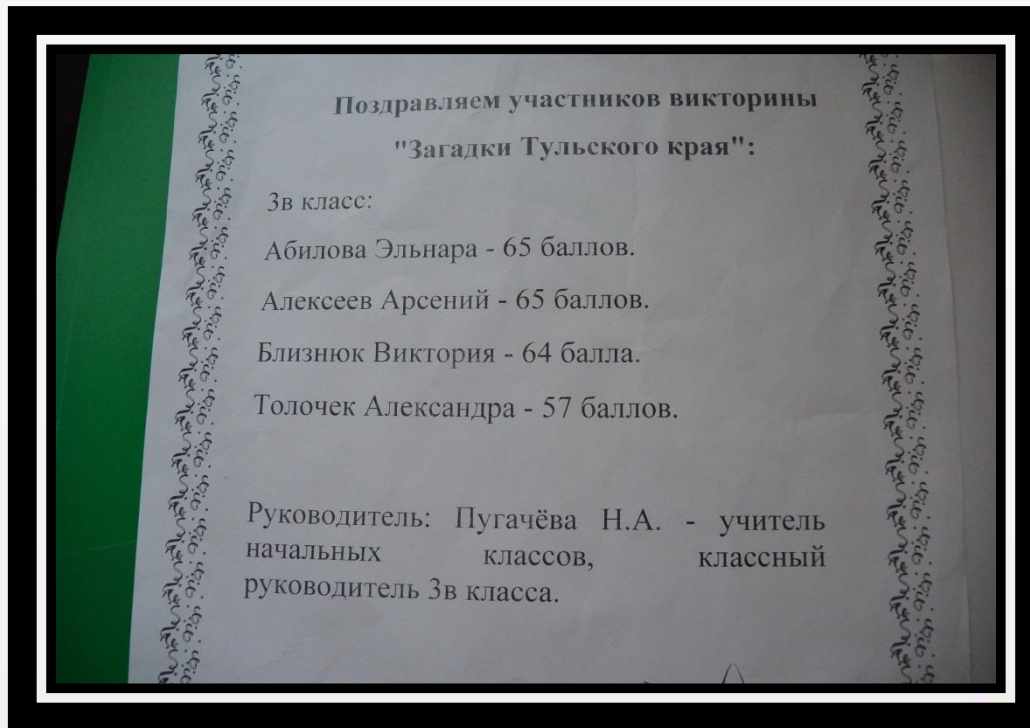 Поздравляем участников викторины
"Загадки Тульского края":
3в класс:
Абилова Эльнара - 65 баллов.
Алексеев Арсений - 65 баллов.
Близнюк Виктория - 64 балла.
Толочек Александра - 57 баллов.
Руководитель: Пугачёва Н.А. - учитель
начальных классов, классный
руководитель 3в класса.